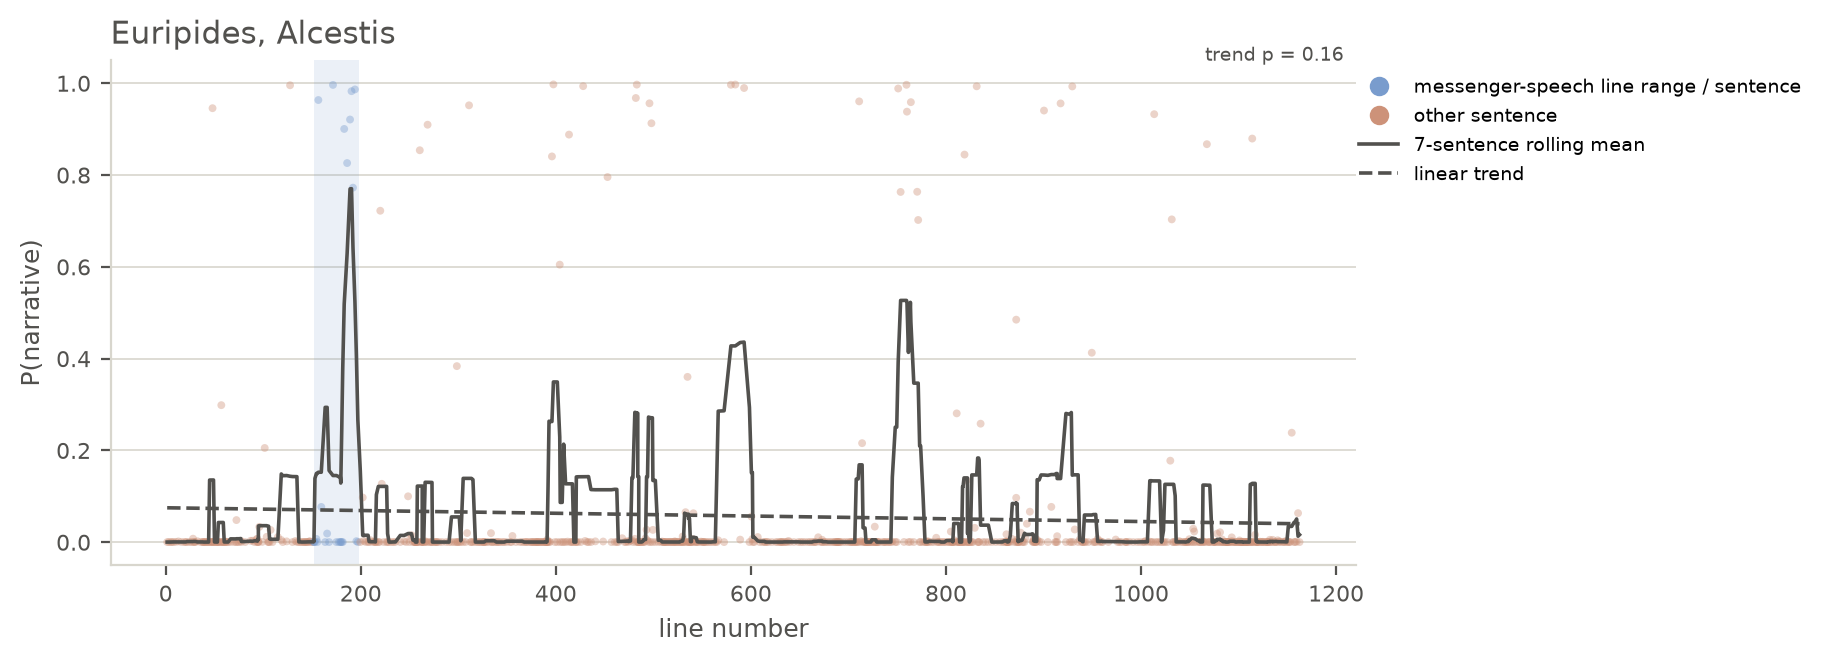 Euripides, Alcestis
trend p = 0.16
messenger-speech line range / sentence
other sentence
7-sentence rolling mean
linear trend
P(narrative)
1.0
0.8
0.6
0.4
0.2
0.0
0 200 400 600 800 1000 1200
line number